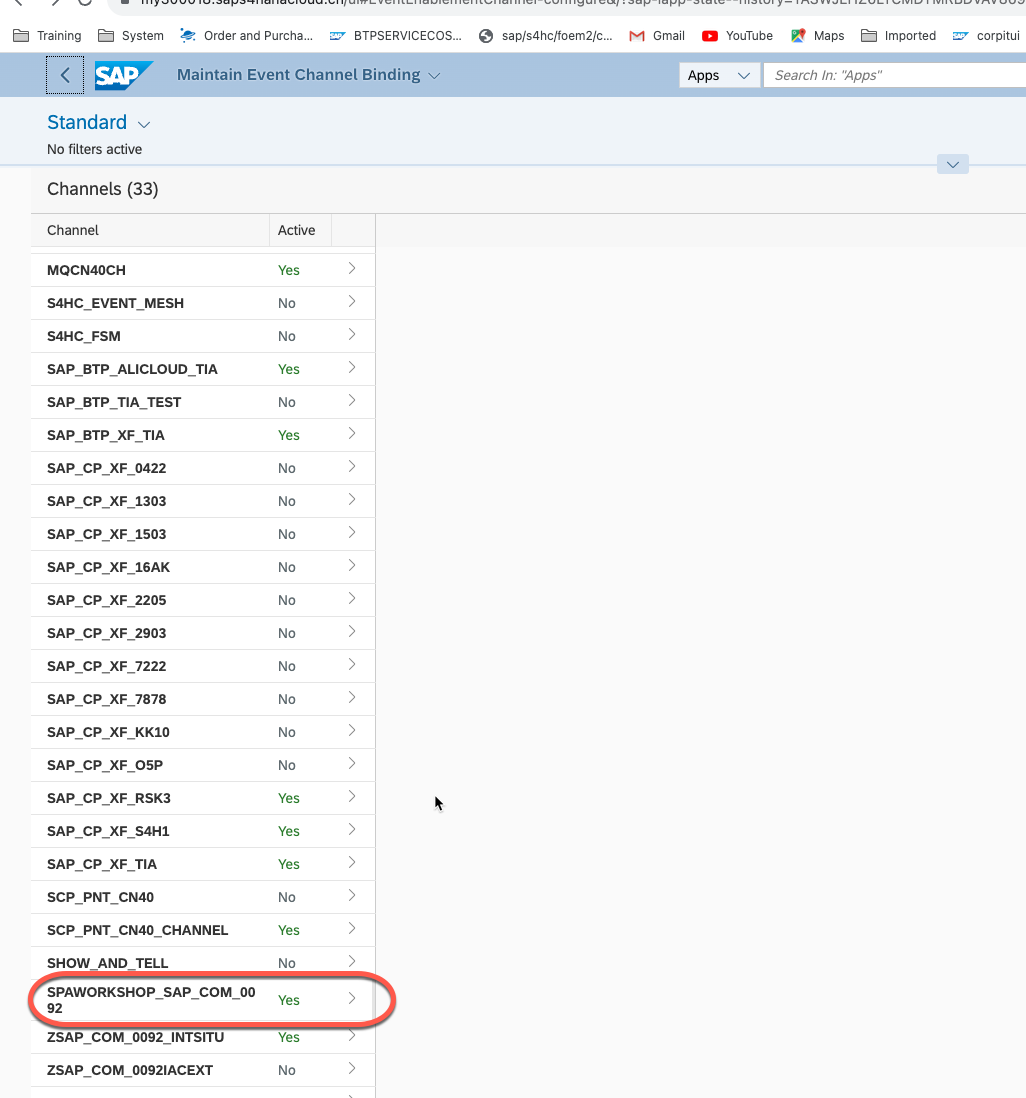 Training System Order and Purcha... BTPSERVICECOS... sap/s4hc/foem2/c... Gmail YouTube Maps Imported corpitui
SAP Maintain Event Channel Binding Apps Search In: "Apps"
Standard
No filters active
Channels (33)
Channel Active
MQCN40CH Yes
S4HC_EVENT_MESH No
S4HC_FSM No
SAP_BTP_ALICLOUD_TIA Yes
SAP_BTP_TIA_TEST No
SAP_BTP_XF_TIA Yes
SAP_CP_XF_0422 No
SAP_CP_XF_1303 No
SAP_CP_XF_1503 No
SAP_CP_XF_16AK No
SAP_CP_XF_2205 No
SAP_CP_XF_2903 No
SAP_CP_XF_7222 No
SAP_CP_XF_7878 No
SAP_CP_XF_KK10 No
SAP_CP_XF_O5P No
SAP_CP_XF_RSK3 Yes
SAP_CP_XF_S4H1 Yes
SAP_CP_XF_TIA Yes
SCP_PNT_CN40 No
SCP_PNT_CN40_CHANNEL Yes
SHOW_AND_TELL No
SPAWORKSHOP_SAP_COM_00 Yes
92
ZSAP_COM_0092_INTSITU Yes
ZSAP_COM_0092IACEXT No